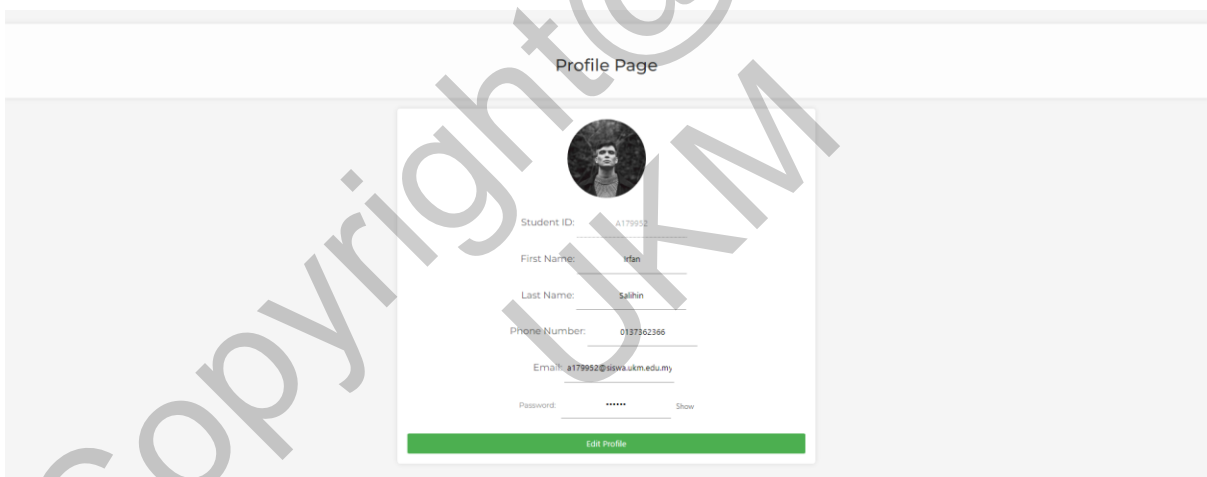 Profile Page
Student ID: A179952
First Name: Irfan
Last Name: Salihin
Phone Number: 0137362366
Email: a179952@siswa.ukm.edu.my
Password: •••••• Show
Edit Profile
Copyright@
UKM